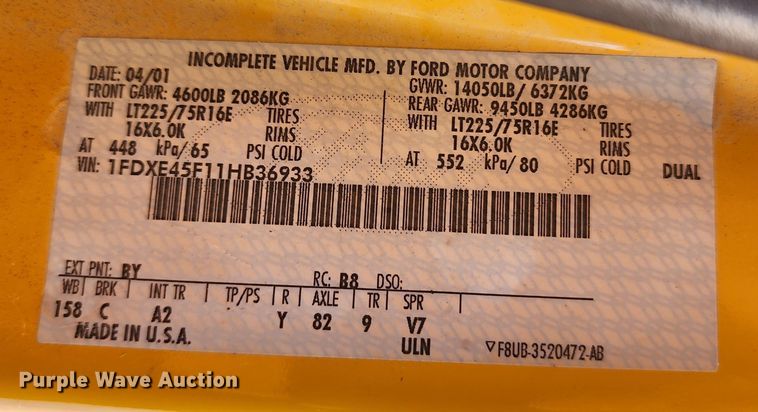 INCOMPLETE VEHICLE MFD. BY FORD MOTOR COMPANY
DATE: 04/01 GVWR: 14050LB/ 6372KG
FRONT GAWR: 4600LB 2086KG REAR GAWR: 9450LB 4286KG
WITH LT225/75R16E TIRES WITH LT225/75R16E TIRES
16X6.0K RIMS 16X6.0K RIMS
AT 448 kPa/65 PSI COLD AT 552 kPa/80 PSI COLD DUAL
VIN: 1FDXE45F11HB36933
EXT PNT: BY RC: B8 DSO:
WB BRK INT TR TP/PS R AXLE TR SPR
158 C A2 Y 82 9 V7
MADE IN U.S.A. ULN ▽F8UB-3520472-AB
Purple Wave Auction